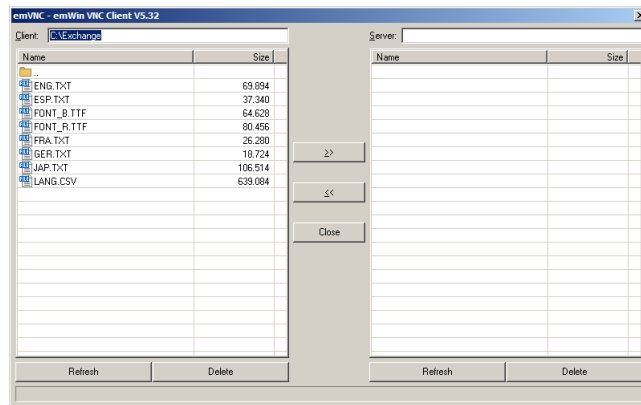 emVNC - emWin VNC Client V5.32
Client: C:\Exchange
Server:
Name Size
Name Size
..
ENG.TXT 69.894
ESP.TXT 37.340
FONT_B.TTF 64.628
FONT_R.TTF 80.456
FRA.TXT 26.280
GER.TXT 18.724
JAP.TXT 106.514
LANG.CSV 639.084
>>
<<
Close
Refresh Delete
Refresh Delete